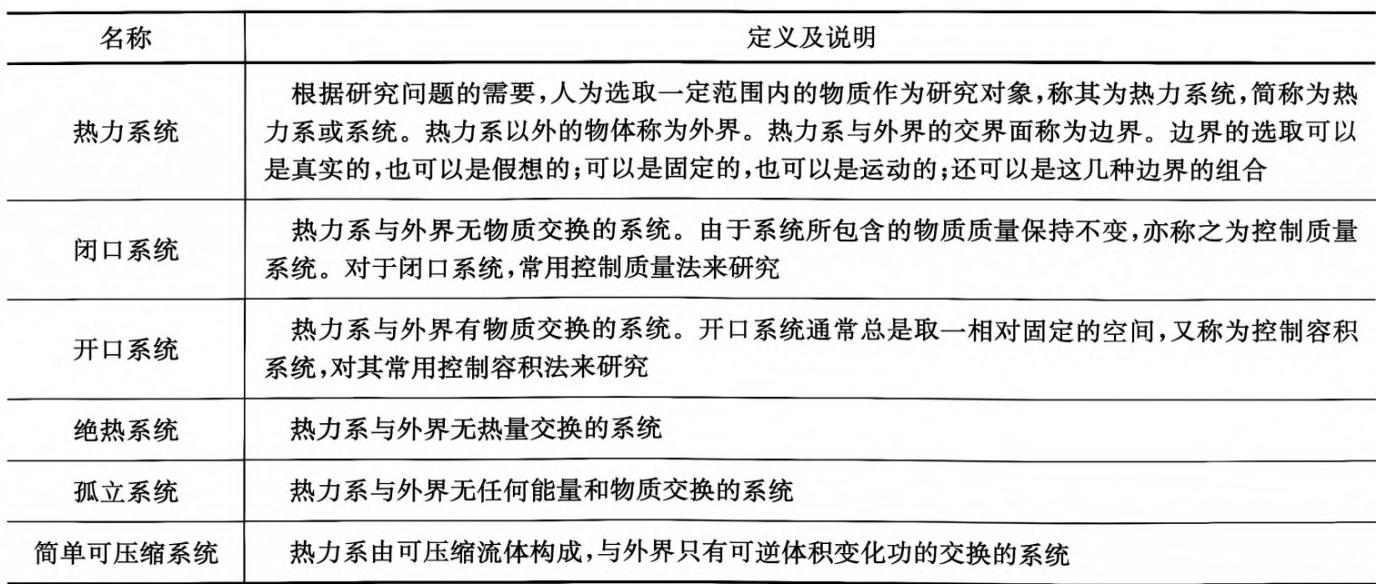 名称 定义及说明
热力系统
根据研究问题的需要,人为选取一定范围内的物质作为研究对象,称其为热力系统,简称为热
力系或系统。热力系以外的物体称为外界。热力系与外界的交界面称为边界。边界的选取可以
是真实的,也可以是假想的;可以是固定的,也可以是运动的;还可以是这几种边界的组合
闭口系统
热力系与外界无物质交换的系统。由于系统所包含的物质质量保持不变,亦称之为控制质量
系统。对于闭口系统,常用控制质量法来研究
开口系统
热力系与外界有物质交换的系统。开口系统通常总是取一相对固定的空间,又称为控制容积
系统,对其常用控制容积法来研究
绝热系统 热力系与外界无热量交换的系统
孤立系统 热力系与外界无任何能量和物质交换的系统
简单可压缩系统 热力系由可压缩流体构成,与外界只有可逆体积变化功的交换的系统